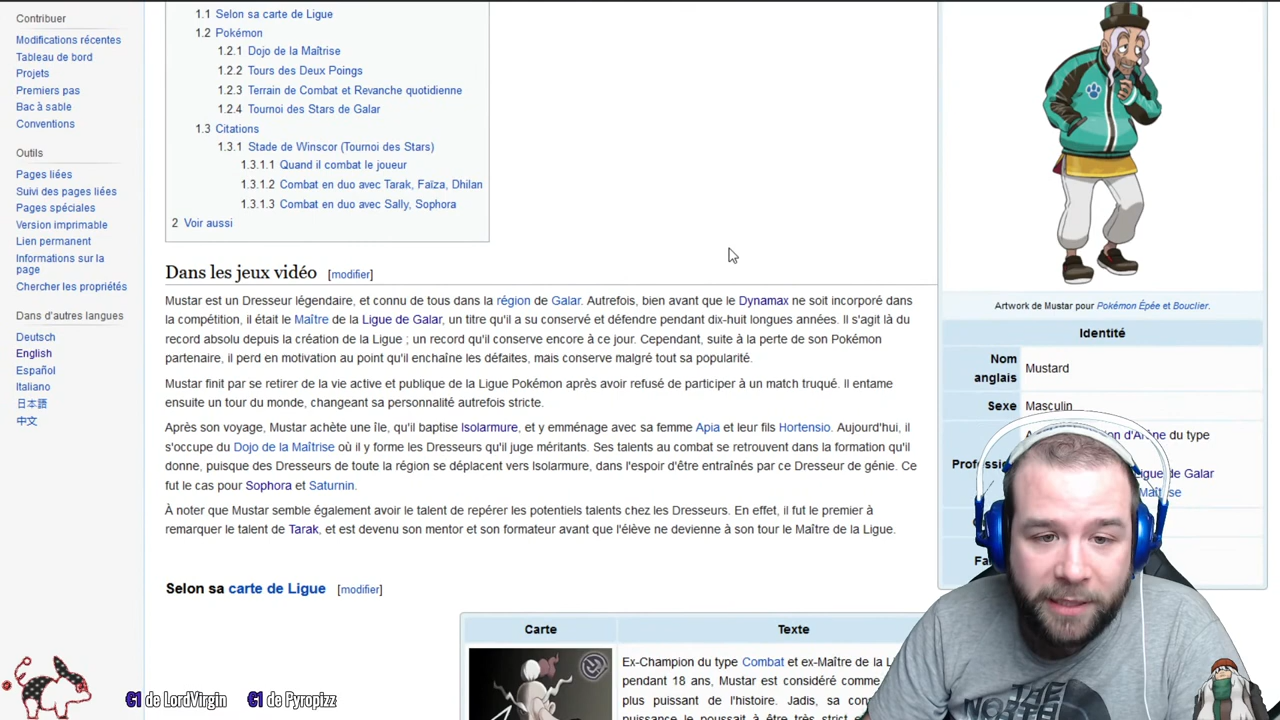 Contribuer
Modifications récentes
Tableau de bord
Projets
Premiers pas
Bac à sable
Conventions
Outils
Pages liées
Suivi des pages liées
Pages spéciales
Version imprimable
Lien permanent
Informations sur la
page
Chercher les propriétés
Dans d'autres langues
Deutsch
English
Español
Italiano
日本語
中文
1.1 Selon sa carte de Ligue
1.2 Pokémon
1.2.1 Dojo de la Maîtrise
1.2.2 Tours des Deux Poings
1.2.3 Terrain de Combat et Revanche quotidienne
1.2.4 Tournoi des Stars de Galar
1.3 Citations
1.3.1 Stade de Winscor (Tournoi des Stars)
1.3.1.1 Quand il combat le joueur
1.3.1.2 Combat en duo avec Tarak, Faïza, Dhilan
1.3.1.3 Combat en duo avec Sally, Sophora
2 Voir aussi
Dans les jeux vidéo [modifier]
Mustar est un Dresseur légendaire, et connu de tous dans la région de Galar. Autrefois, bien avant que le Dynamax ne soit incorporé dans
la compétition, il était le Maître de la Ligue de Galar, un titre qu'il a su conservé et défendre pendant dix-huit longues années. Il s'agit là du
record absolu depuis la création de la Ligue ; un record qu'il conserve encore à ce jour. Cependant, suite à la perte de son Pokémon
partenaire, il perd en motivation au point qu'il enchaîne les défaites, mais conserve malgré tout sa popularité.
Mustar finit par se retirer de la vie active et publique de la Ligue Pokémon après avoir refusé de participer à un match truqué. Il entame
ensuite un tour du monde, changeant sa personnalité autrefois stricte.
Après son voyage, Mustar achète une île, qu'il baptise Isolarmure, et y emménage avec sa femme Apia et leur fils Hortensio. Aujourd'hui, il
s'occupe du Dojo de la Maîtrise où il y forme les Dresseurs qu'il juge méritants. Ses talents au combat se retrouvent dans la formation qu'il
donne, puisque des Dresseurs de toute la région se déplacent vers Isolarmure, dans l'espoir d'être entraînés par ce Dresseur de génie. Ce
fut le cas pour Sophora et Saturnin.
À noter que Mustar semble également avoir le talent de repérer les potentiels talents chez les Dresseurs. En effet, il fut le premier à
remarquer le talent de Tarak, et est devenu son mentor et son formateur avant que l'élève ne devienne à son tour le Maître de la Ligue.
Selon sa carte de Ligue [modifier]
Carte Texte
Ex-Champion du type Combat et ex-Maître de la L
pendant 18 ans, Mustar est considéré comme
plus puissant de l'histoire. Jadis, sa con
puissance le poussait à être très strict e
Artwork de Mustar pour Pokémon Épée et Bouclier.
Identité
Nom
anglais
Mustard
Sexe Masculin
d'Arène du type
Professio
Ligue de Galar
Maîtrise
Fa
THE
NORTH
C1 de LordVirgin C1 de Pyropizz